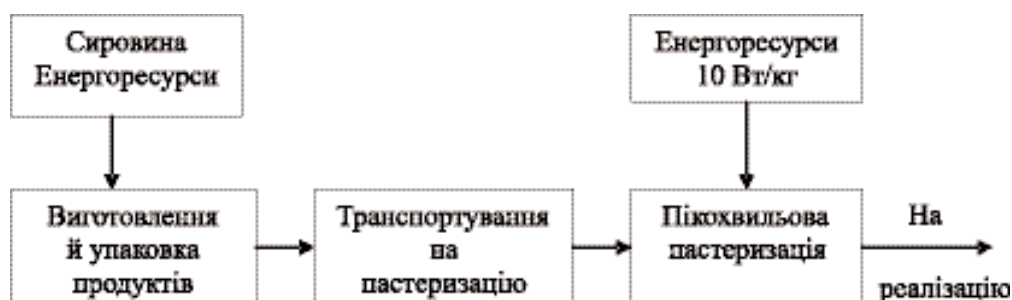 Сировина
Енергоресурси
Енергоресурси
10 Вт/кг
Виготовлення
й упаковка
продуктів
Транспортування
на
пастеризацію
Пікохвильова
пастеризація
На
реалізацію